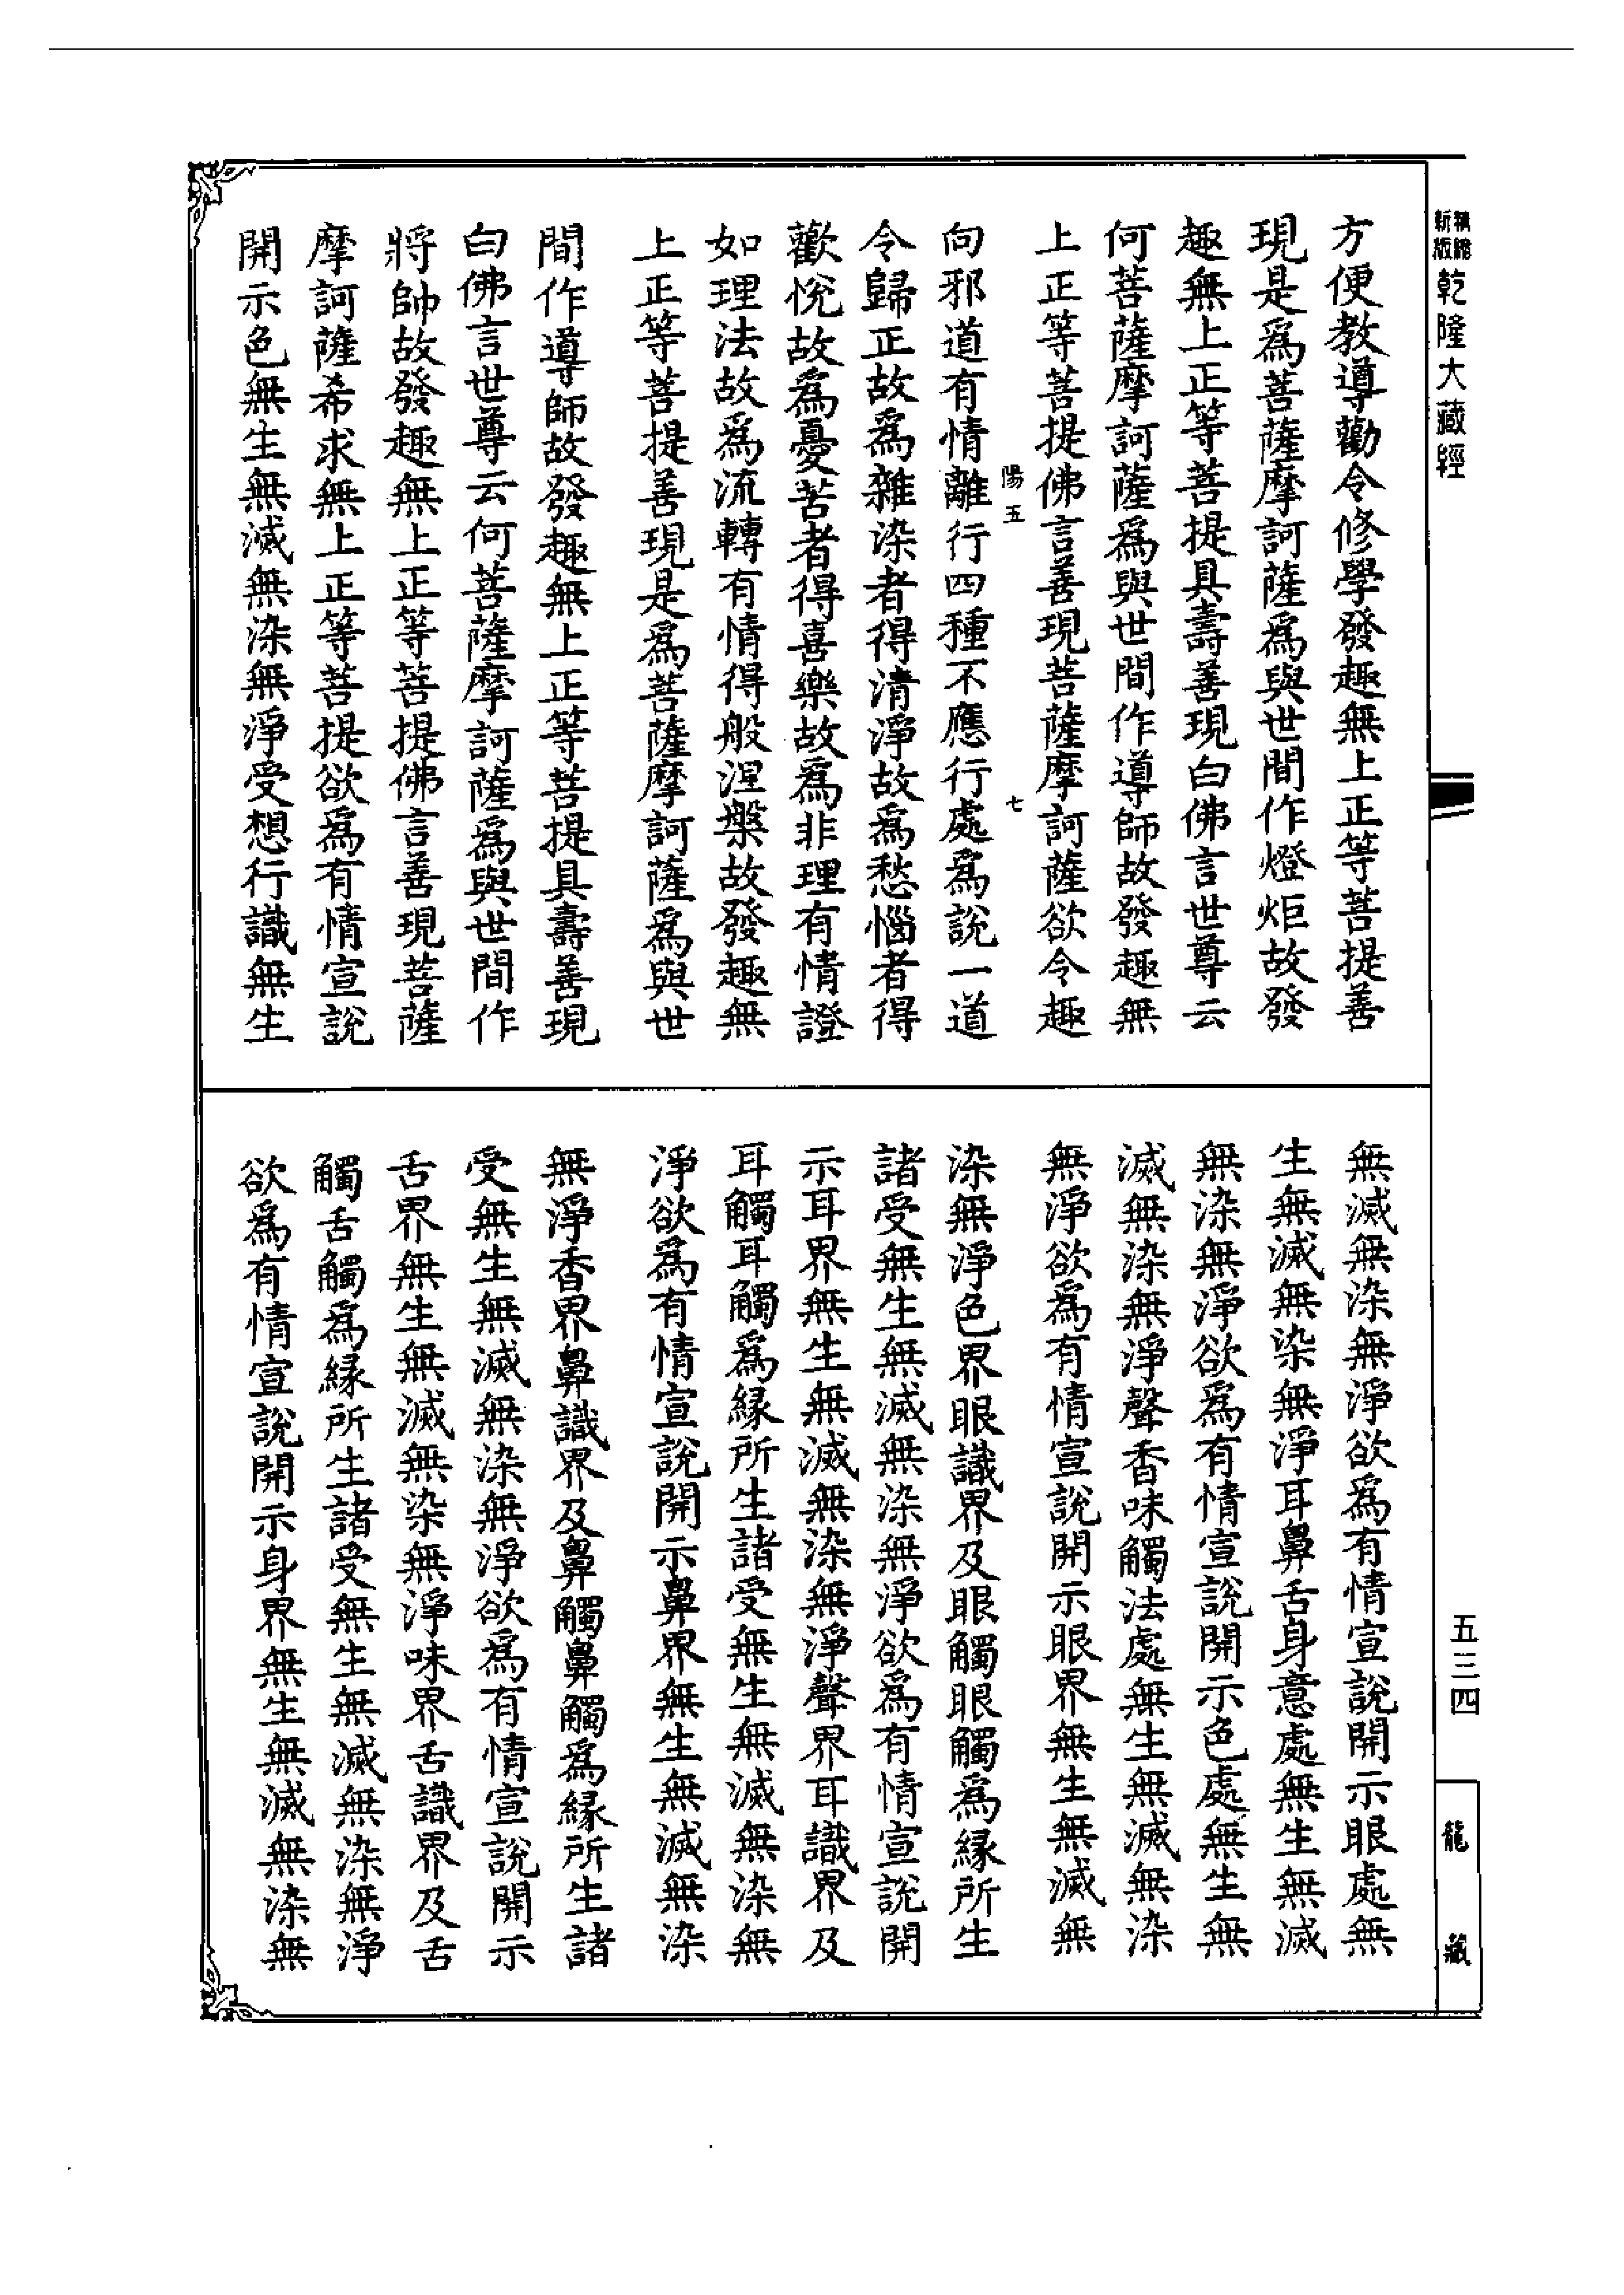 新版
乾隆大藏經
方便教導勸令修學發趣無上正等菩提善
現是爲菩薩摩訶薩爲與世間作燈炬故發
趣無上正等菩提具壽善現白佛言世尊云
何菩薩摩訶薩爲與世間作導師故發趣無
上正等菩提佛言善現菩薩摩訶薩欲令趣
陽五 七
向邪道有情離行四種不應行處爲說一道
令歸正故爲雜染者得清淨故爲愁惱者得
歡悅故爲憂苦者得喜樂故爲非理有情證
如理法故爲流轉有情得般涅槃故發趣無
上正等菩提善現是爲菩薩摩訶薩爲與世
間作導師故發趣無上正等菩提具壽善現
白佛言世尊云何菩薩摩訶薩爲與世間作
將帥故發趣無上正等菩提佛言善現菩薩
摩訶薩希求無上正等菩提欲爲有情宣說
開示色無生無滅無染無淨受想行識無生
無滅無染無淨欲爲有情宣說開示眼處無
生無滅無染無淨耳鼻舌身意處無生無滅
無染無淨欲爲有情宣說開示色處無生無
滅無染無淨聲香味觸法處無生無滅無染
無淨欲爲有情宣說開示眼界無生無滅無
染無淨色界眼識界及眼觸眼觸爲緣所生
諸受無生無滅無染無淨欲爲有情宣說開
示耳界無生無滅無染無淨聲界耳識界及
耳觸耳觸爲緣所生諸受無生無滅無染無
淨欲爲有情宣說開示鼻界無生無滅無染
無淨香界鼻識界及鼻觸鼻觸爲緣所生諸
受無生無滅無染無淨欲爲有情宣說開示
舌界無生無滅無染無淨味界舌識界及舌
觸舌觸爲緣所生諸受無生無滅無染無淨
欲爲有情宣說開示身界無生無滅無染無
五三四
龍藏